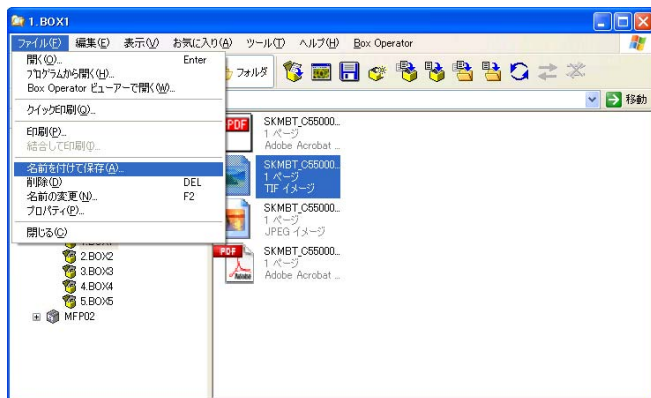 1.BOX1
ファイル(F) 編集(E) 表示(V) お気に入り(A) ツール(T) ヘルプ(H) Box Operator
開く(O)... Enter
プログラムから開く(H)...
Box Operator ビューアーで開く(W)...
クイック印刷(Q)...
印刷(P)...
結合して印刷(I)...
名前を付けて保存(A)...
削除(D) DEL
名前の変更(N)... F2
プロパティ(P)...
閉じる(C)
フォルダ
移動
PDF
SKMBT_C55000...
1 ページ
Adobe Acrobat ...
SKMBT_C55000...
1 ページ
TIF イメージ
SKMBT_C55000...
1 ページ
JPEG イメージ
PDF
Adobe
SKMBT_C55000...
1 ページ
Adobe Acrobat ...
2.BOX2
3.BOX3
4.BOX4
5.BOX5
MFP02